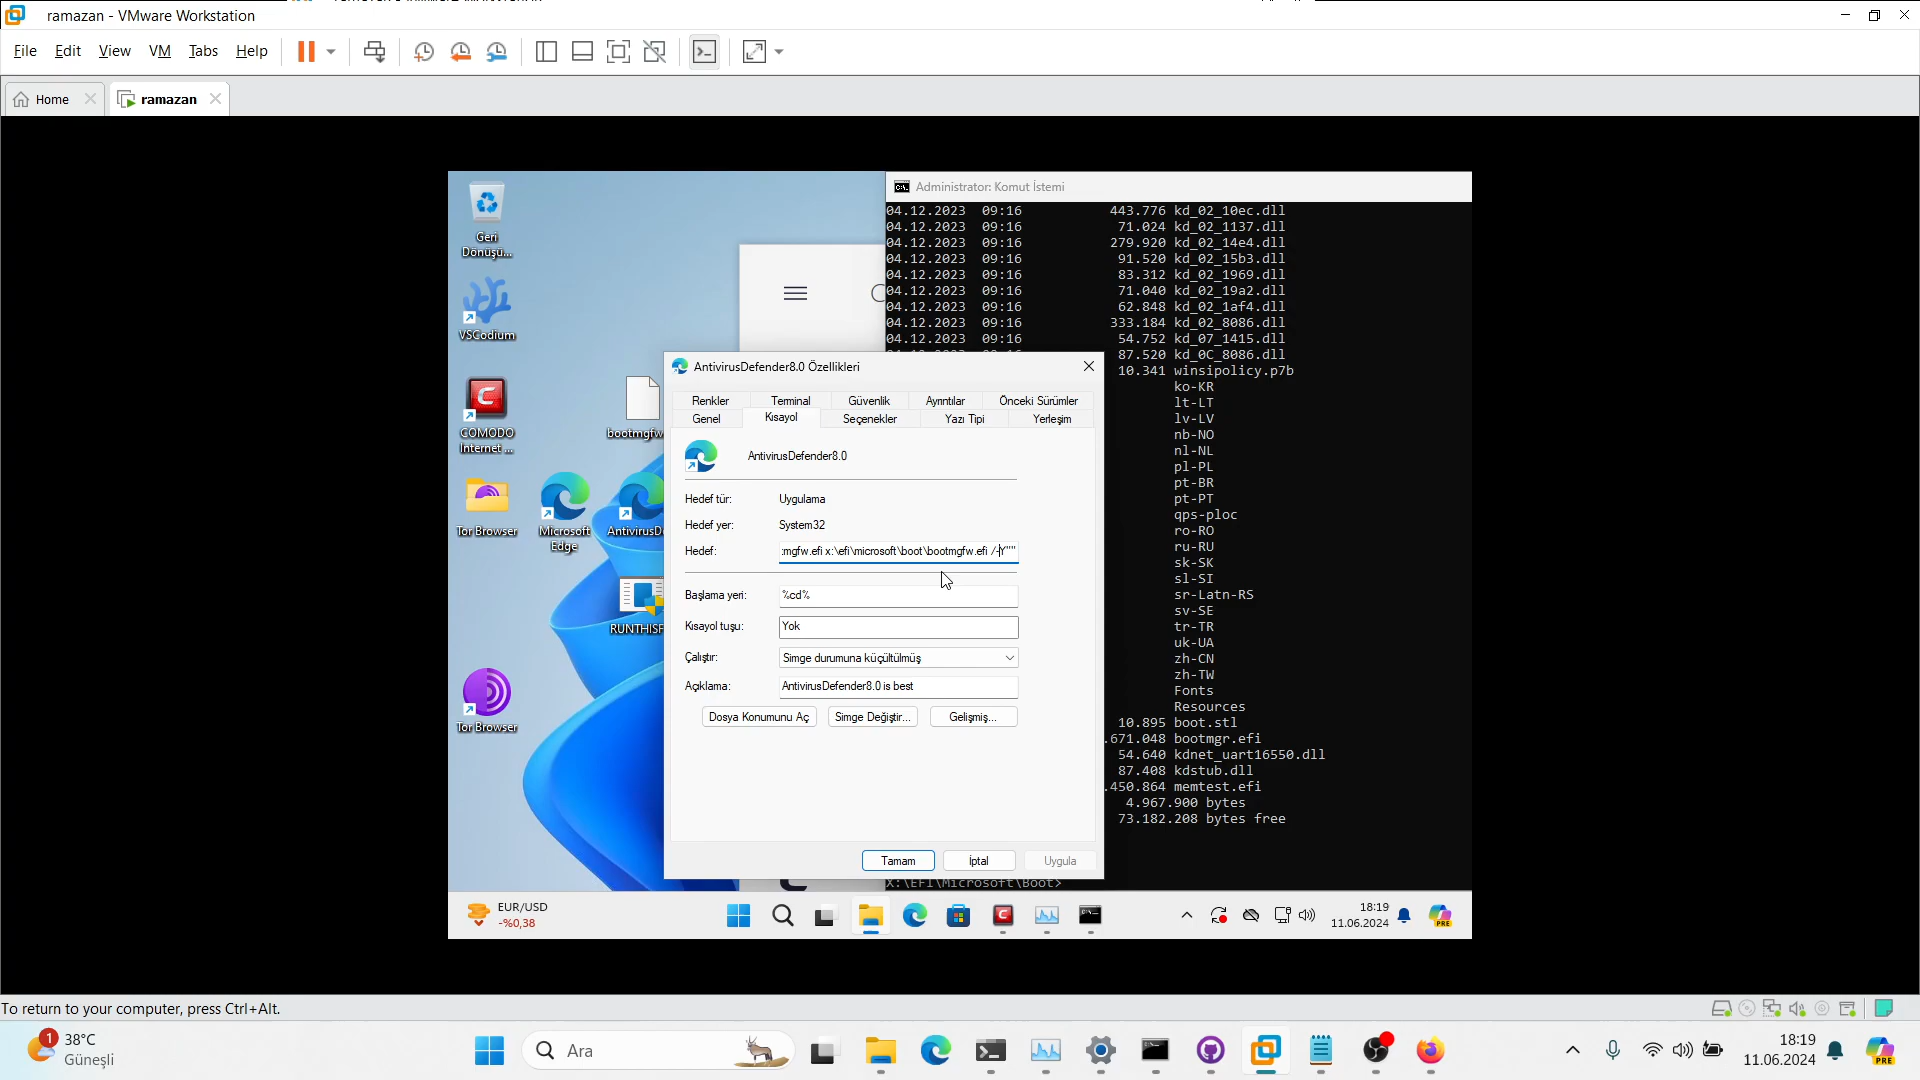 ramazan - VMware Workstation
File Edit View VM Tabs Help
Home
ramazan
Geri
Dönüşü...
VSCodium
COMODO
Internet ...
bootmgfw
Tor Browser
Microsoft
Edge
AntivirusD
RUNTHISF
Tor Browser
Administrator: Komut İstemi
04.12.2023 09:16 443.776 kd_02_10ec.dll
04.12.2023 09:16 71.024 kd_02_1137.dll
04.12.2023 09:16 279.920 kd_02_14e4.dll
04.12.2023 09:16 91.520 kd_02_15b3.dll
04.12.2023 09:16 83.312 kd_02_1969.dll
04.12.2023 09:16 71.040 kd_02_19a2.dll
04.12.2023 09:16 62.848 kd_02_1af4.dll
04.12.2023 09:16 333.184 kd_02_8086.dll
04.12.2023 09:16 54.752 kd_07_1415.dll
87.520 kd_0C_8086.dll
10.341 winsipolicy.p7b
ko-KR
lt-LT
lv-LV
nb-NO
nl-NL
pl-PL
pt-BR
pt-PT
qps-ploc
ro-RO
ru-RU
sk-SK
sl-SI
sr-Latn-RS
sv-SE
tr-TR
uk-UA
zh-CN
zh-TW
Fonts
Resources
10.895 boot.stl
.671.048 bootmgr.efi
54.640 kdnet_uart16550.dll
87.408 kdstub.dll
.450.864 memtest.efi
4.967.900 bytes
73.182.208 bytes free
X:\EFI\Microsoft\Boot>
AntivirusDefender8.0 Özellikleri
Renkler Terminal Güvenlik Ayrıntılar Önceki Sürümler
Genel Kısayol Seçenekler Yazı Tipi Yerleşim
AntivirusDefender8.0
Hedef tür: Uygulama
Hedef yer: System32
Hedef: :mgfw.efi x:\efi\microsoft\boot\bootmgfw.efi /-Y""
Başlama yeri: %cd%
Kısayol tuşu: Yok
Çalıştır: Simge durumuna küçültülmüş
Açıklama: AntivirusDefender8.0 is best
Dosya Konumunu Aç Simge Değiştir... Gelişmiş...
Tamam İptal Uygula
EUR/USD
-%0,38
18:19
11.06.2024
PRE
To return to your computer, press Ctrl+Alt.
1
38°C
Güneşli
Ara
18:19
11.06.2024
PRE